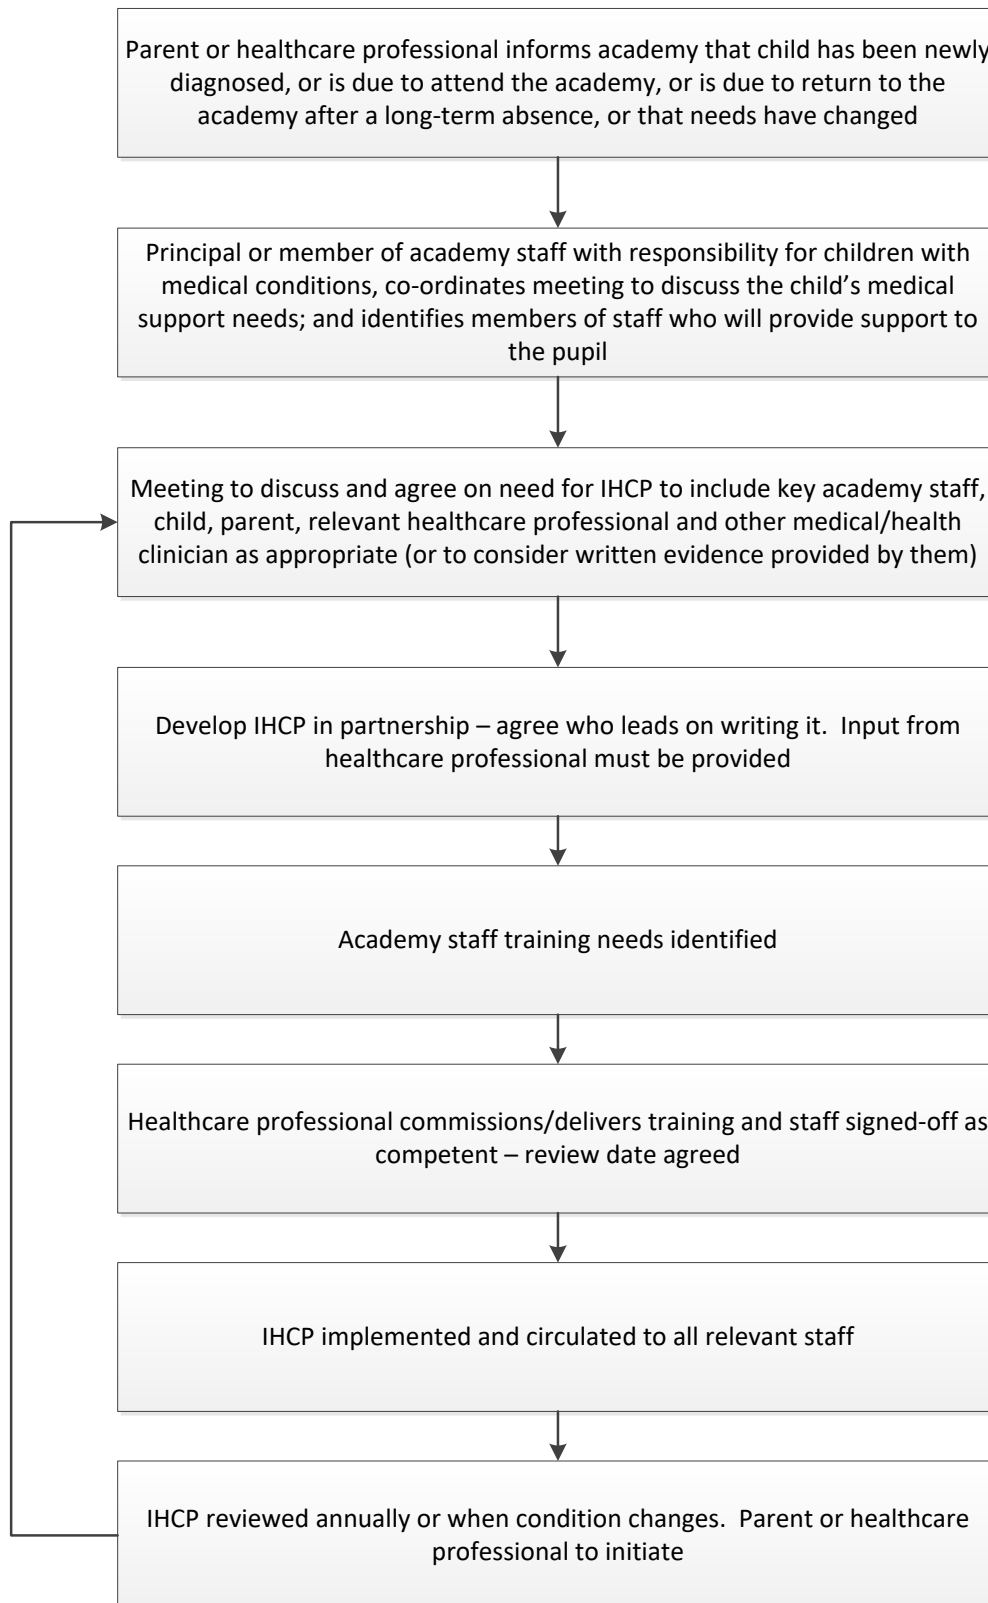 Parent or healthcare professional informs academy that child has been newly
diagnosed, or is due to attend the academy, or is due to return to the
academy after a long-term absence, or that needs have changed
Principal or member of academy staff with responsibility for children with
medical conditions, co-ordinates meeting to discuss the child’s medical
support needs; and identifies members of staff who will provide support to
the pupil
Meeting to discuss and agree on need for IHCP to include key academy staff,
child, parent, relevant healthcare professional and other medical/health
clinician as appropriate (or to consider written evidence provided by them)
Develop IHCP in partnership – agree who leads on writing it.  Input from
healthcare professional must be provided
Academy staff training needs identified
Healthcare professional commissions/delivers training and staff signed-off as
competent – review date agreed
IHCP implemented and circulated to all relevant staff
IHCP reviewed annually or when condition changes.  Parent or healthcare
professional to initiate